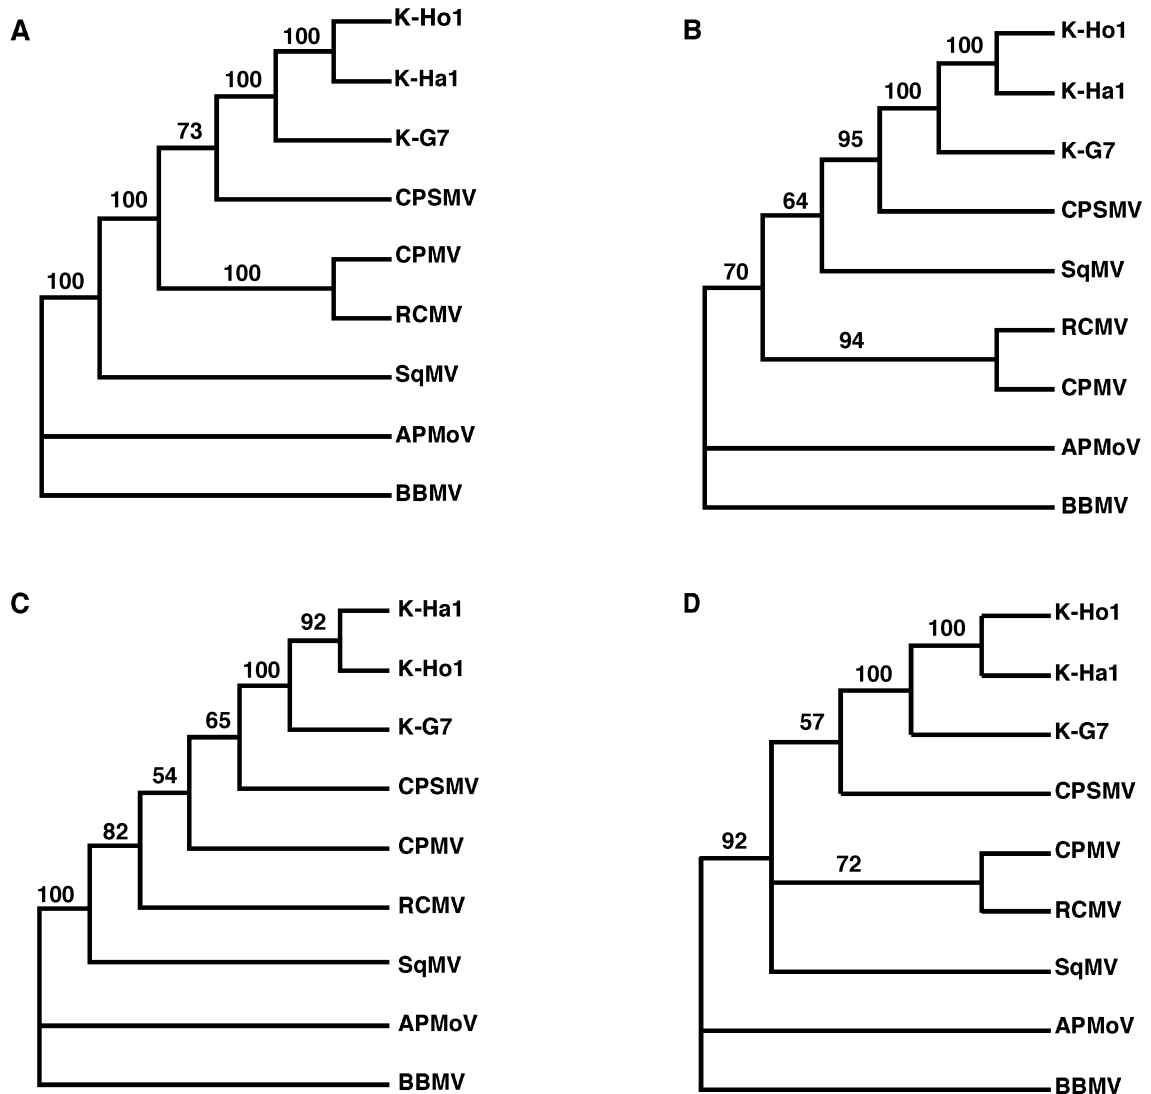 A
K-Ho1
100
K-Ha1
100
73
K-G7
100
CPSMV
CPMV
100
100
RCMV
SqMV
APMoV
BBMV
B
K-Ho1
100
K-Ha1
100
95
K-G7
64
CPSMV
70
SqMV
RCMV
94
CPMV
APMoV
BBMV
C
K-Ha1
92
K-Ho1
100
65
K-G7
54
CPSMV
82
CPMV
100
RCMV
SqMV
APMoV
BBMV
D
K-Ho1
100
K-Ha1
100
57
K-G7
CPSMV
92
CPMV
72
RCMV
SqMV
APMoV
BBMV